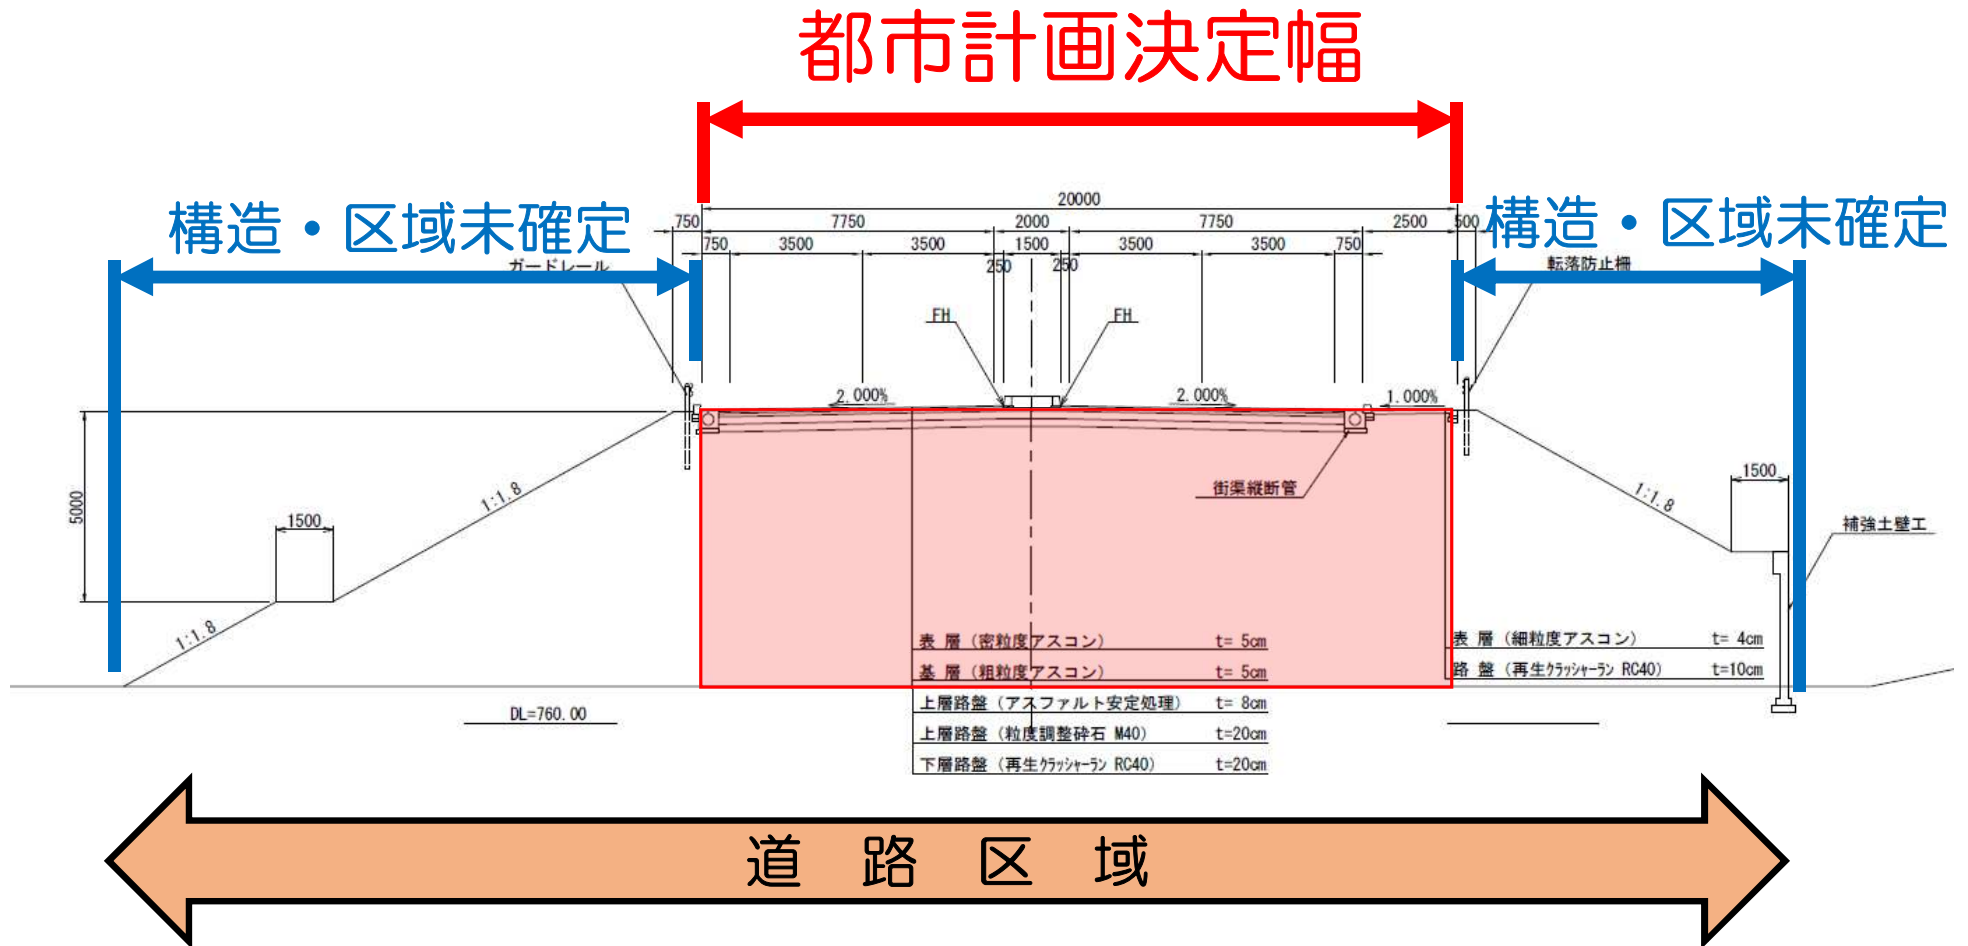 都市計画決定幅
構造・区域未確定
構造・区域未確定
20000
750 7750 2000 7750 2500 500
750 3500 3500 1500 3500 3500 750
250 250
ガードレール
転落防止柵
FH FH
2.000% 2.000% 1.000%
5000
1:1.8
1500
1:1.8
街渠縦断管
1:1.8
1500
補強土壁工
表 層（密粒度アスコン） t= 5cm
基 層（粗粒度アスコン） t= 5cm
上層路盤（アスファルト安定処理） t= 8cm
上層路盤（粒度調整砕石 M40） t=20cm
下層路盤（再生クラッシャーラン RC40） t=20cm
表 層（細粒度アスコン） t= 4cm
路 盤（再生クラッシャーラン RC40） t=10cm
DL=760.00
道路区域